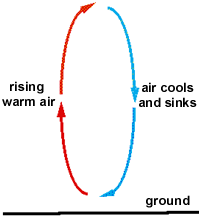 rising
warm air
air cools
and sinks
ground